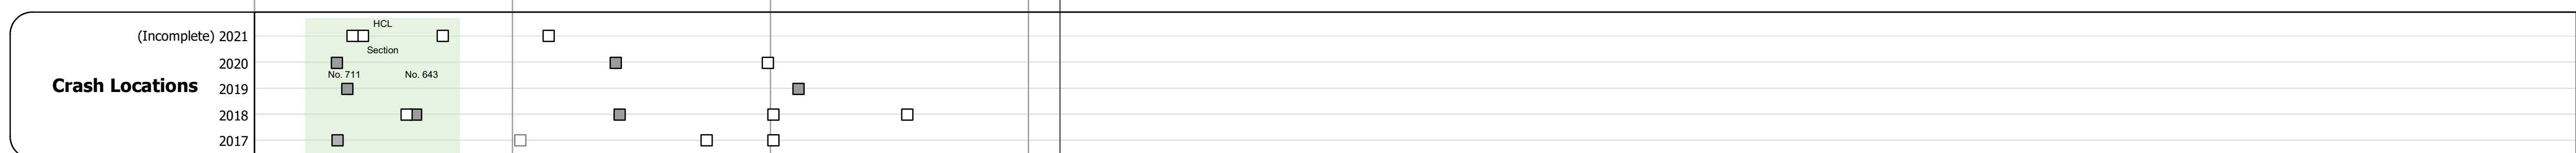 HCL
(Incomplete) 2021
Section
2020
No. 711 No. 643
Crash Locations
2019
2018
2017